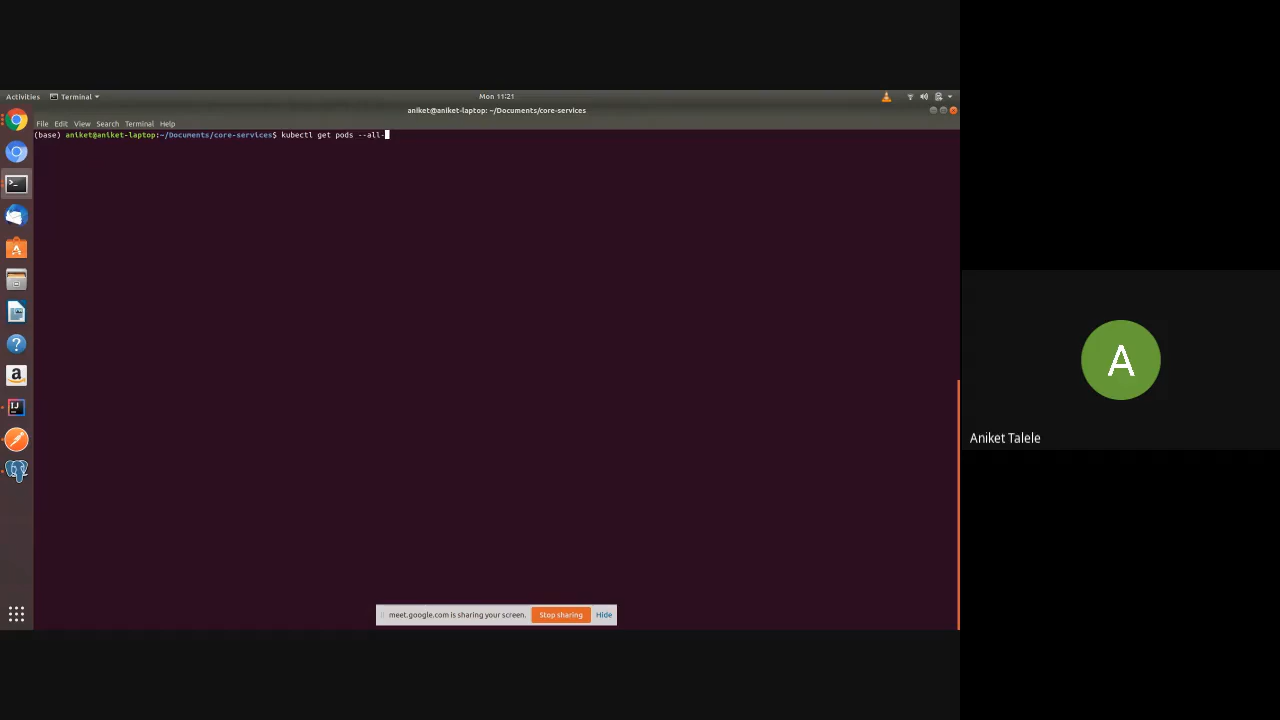 Activities Terminal Mon 11:21
aniket@aniket-laptop: ~/Documents/core-services
File Edit View Search Terminal Help
(base) aniket@aniket-laptop:~/Documents/core-services$ kubectl get pods --all-
A
Aniket Talele
meet.google.com is sharing your screen. Stop sharing Hide